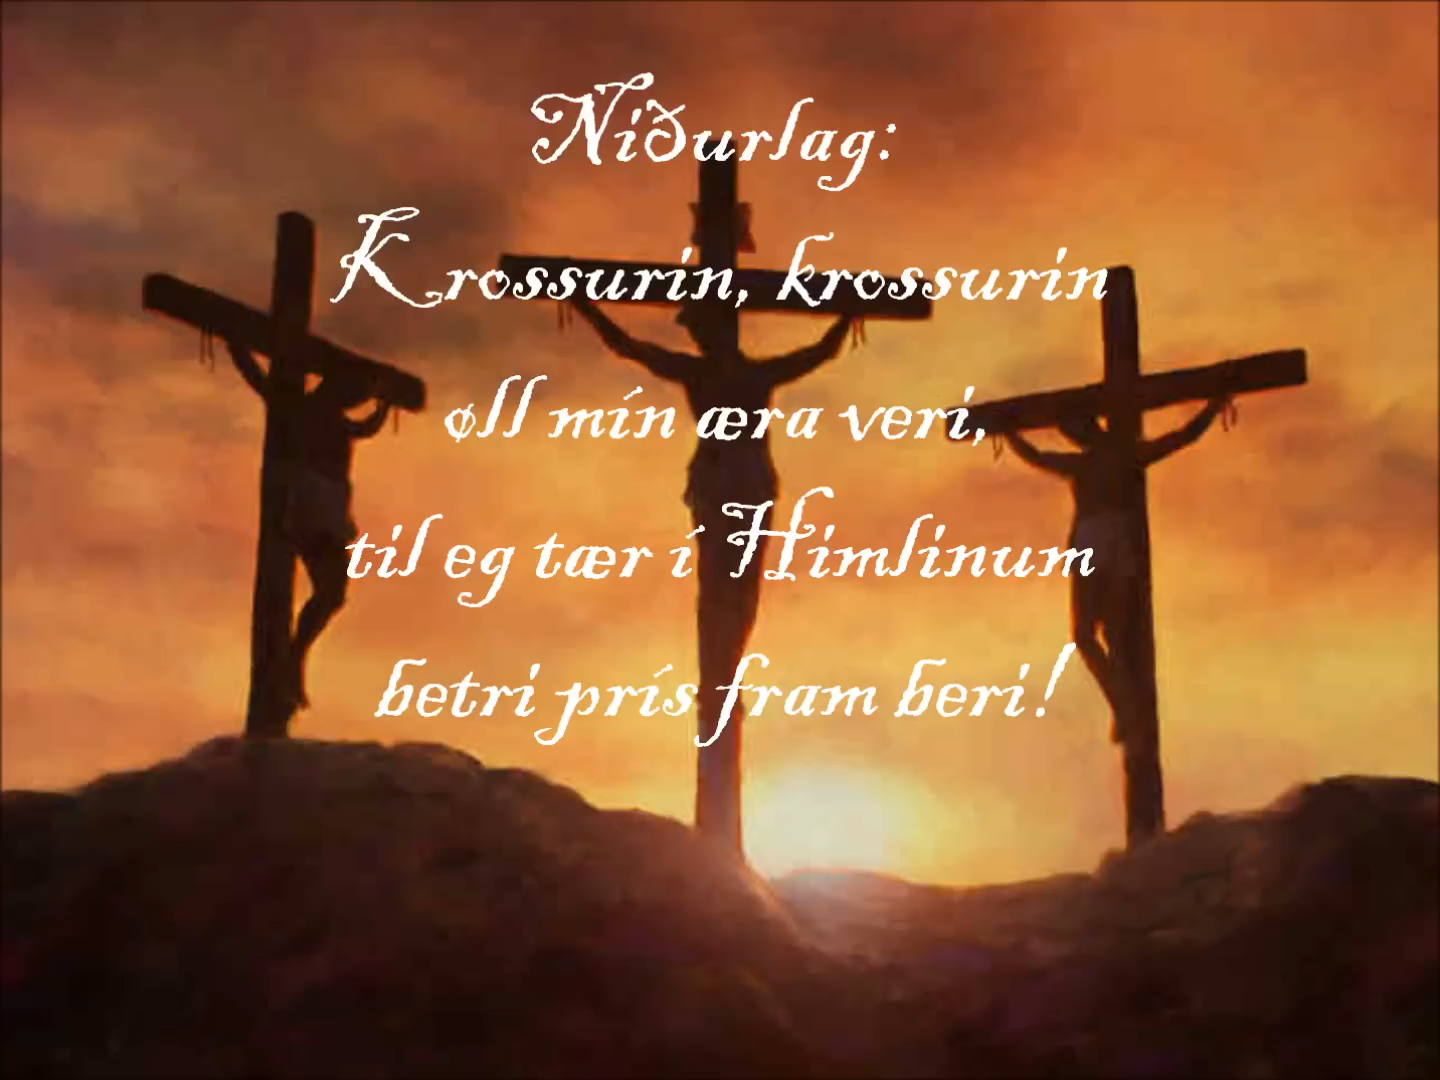 Niðurlag:
Krossurin, krossurin
øll mín æra veri,
til eg tær í Himlinum
betri prís fram beri!